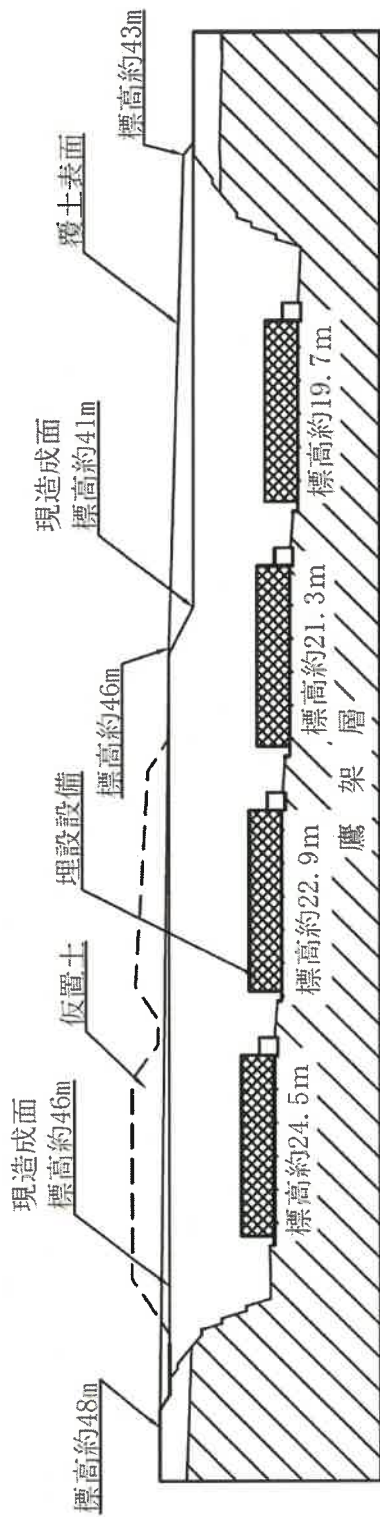 標高約48m
現造成面
標高約46m
仮置土
埋設設備
標高約46m
現造成面
標高約41m
覆土表面
標高約43m
標高約24.5m
標高約22.9m
標高約21.3m
標高約19.7m
鷹架層